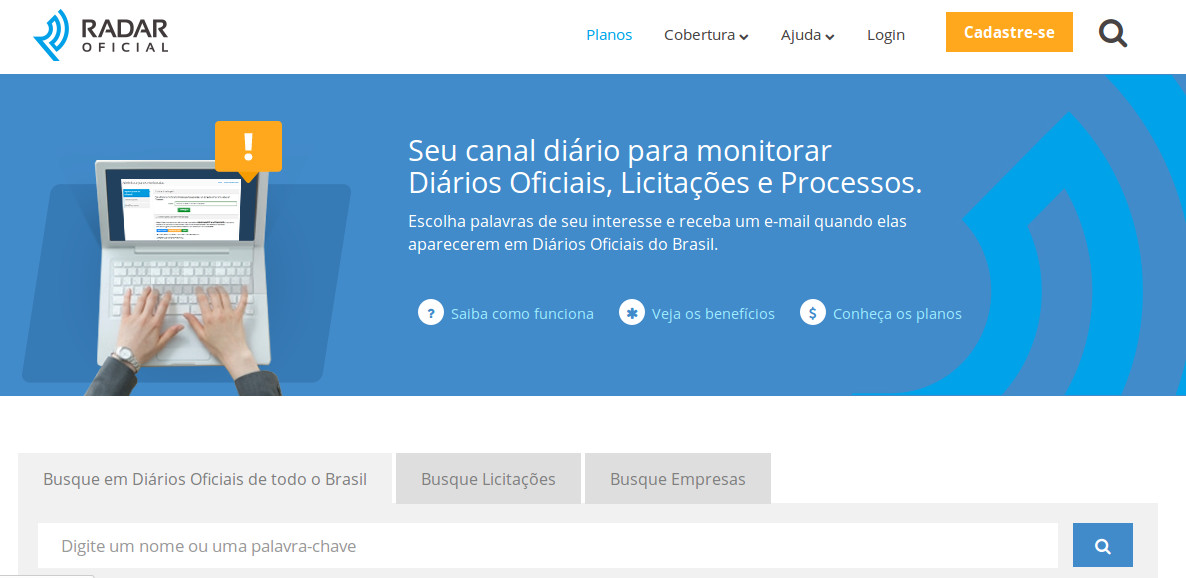 RADAR
OFICIAL
Planos
Cobertura
Ajuda
Login
Cadastre-se
!
Seu canal diário para monitorar
Diários Oficiais, Licitações e Processos.
Escolha palavras de seu interesse e receba um e-mail quando elas
aparecerem em Diários Oficiais do Brasil.
? Saiba como funciona
✱ Veja os benefícios
$ Conheça os planos
Busque em Diários Oficiais de todo o Brasil
Busque Licitações
Busque Empresas
Digite um nome ou uma palavra-chave